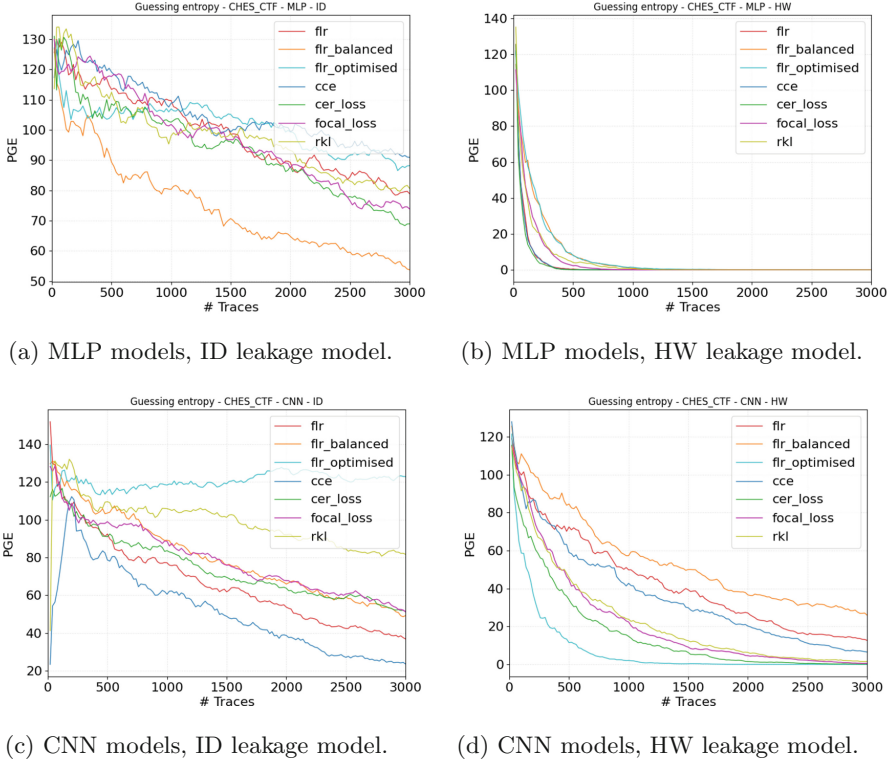 Guessing entropy - CHES_CTF - MLP - ID
130
120
110
100
90
80
70
60
50
PGE
0
500
1000
1500
2000
2500
3000
# Traces
flr
flr_balanced
flr_optimised
cce
cer_loss
focal_loss
rkl
(a) MLP models, ID leakage model.
Guessing entropy - CHES_CTF - MLP - HW
140
120
100
80
60
40
20
0
PGE
0
500
1000
1500
2000
2500
3000
# Traces
flr
flr_balanced
flr_optimised
cce
cer_loss
focal_loss
rkl
(b) MLP models, HW leakage model.
Guessing entropy - CHES_CTF - CNN - ID
140
120
100
80
60
40
20
PGE
0
500
1000
1500
2000
2500
3000
# Traces
flr
flr_balanced
flr_optimised
cce
cer_loss
focal_loss
rkl
(c) CNN models, ID leakage model.
Guessing entropy - CHES_CTF - CNN - HW
120
100
80
60
40
20
0
PGE
0
500
1000
1500
2000
2500
3000
# Traces
flr
flr_balanced
flr_optimised
cce
cer_loss
focal_loss
rkl
(d) CNN models, HW leakage model.